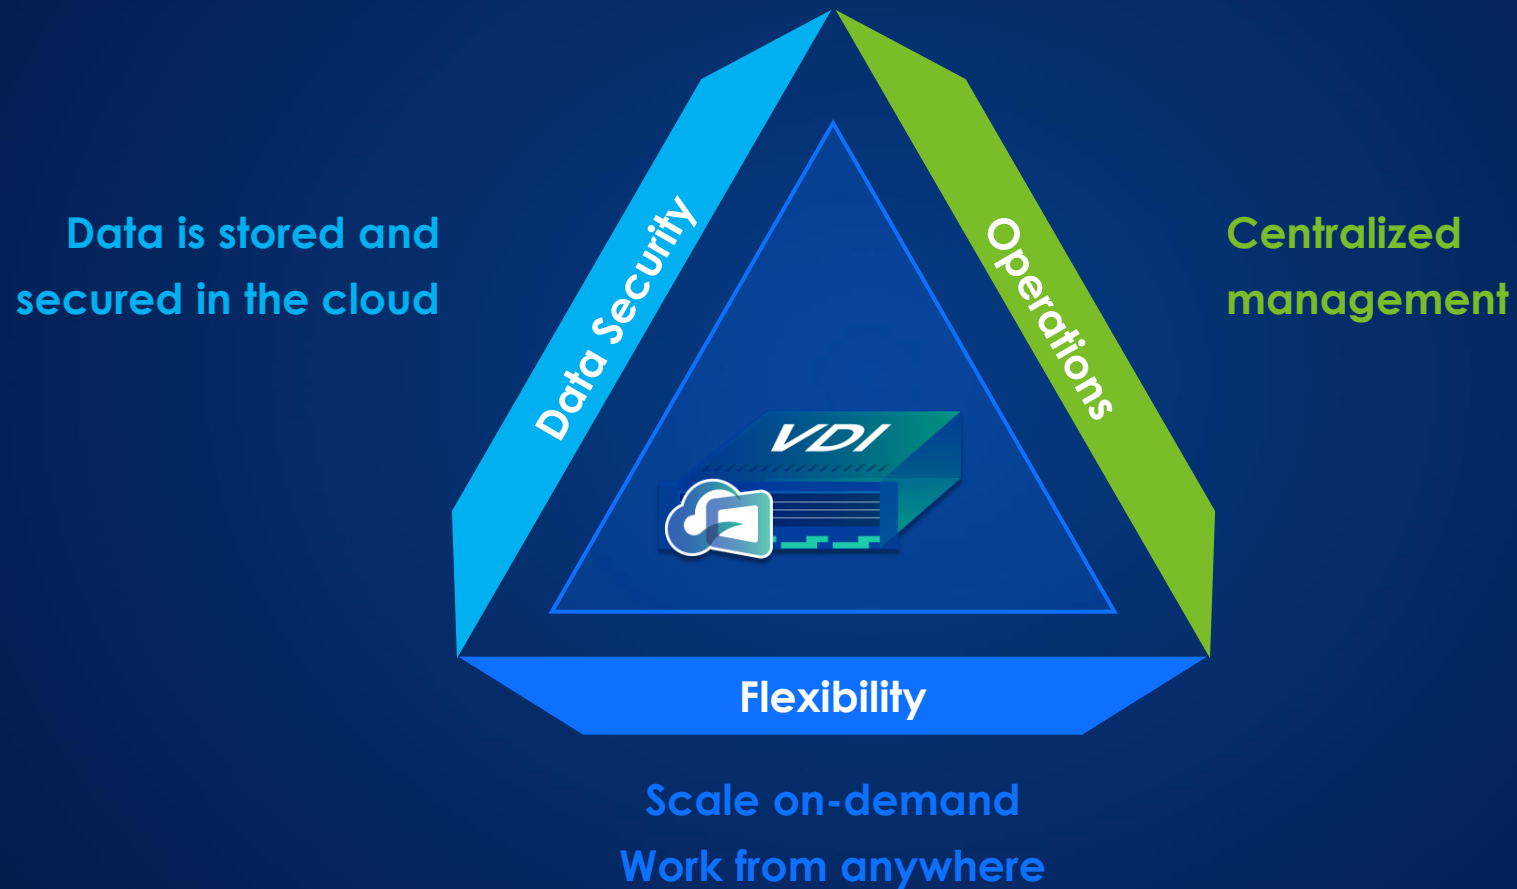 Data is stored and
secured in the cloud
Data Security
Operations
Centralized
management
VDI
Flexibility
Scale on-demand
Work from anywhere